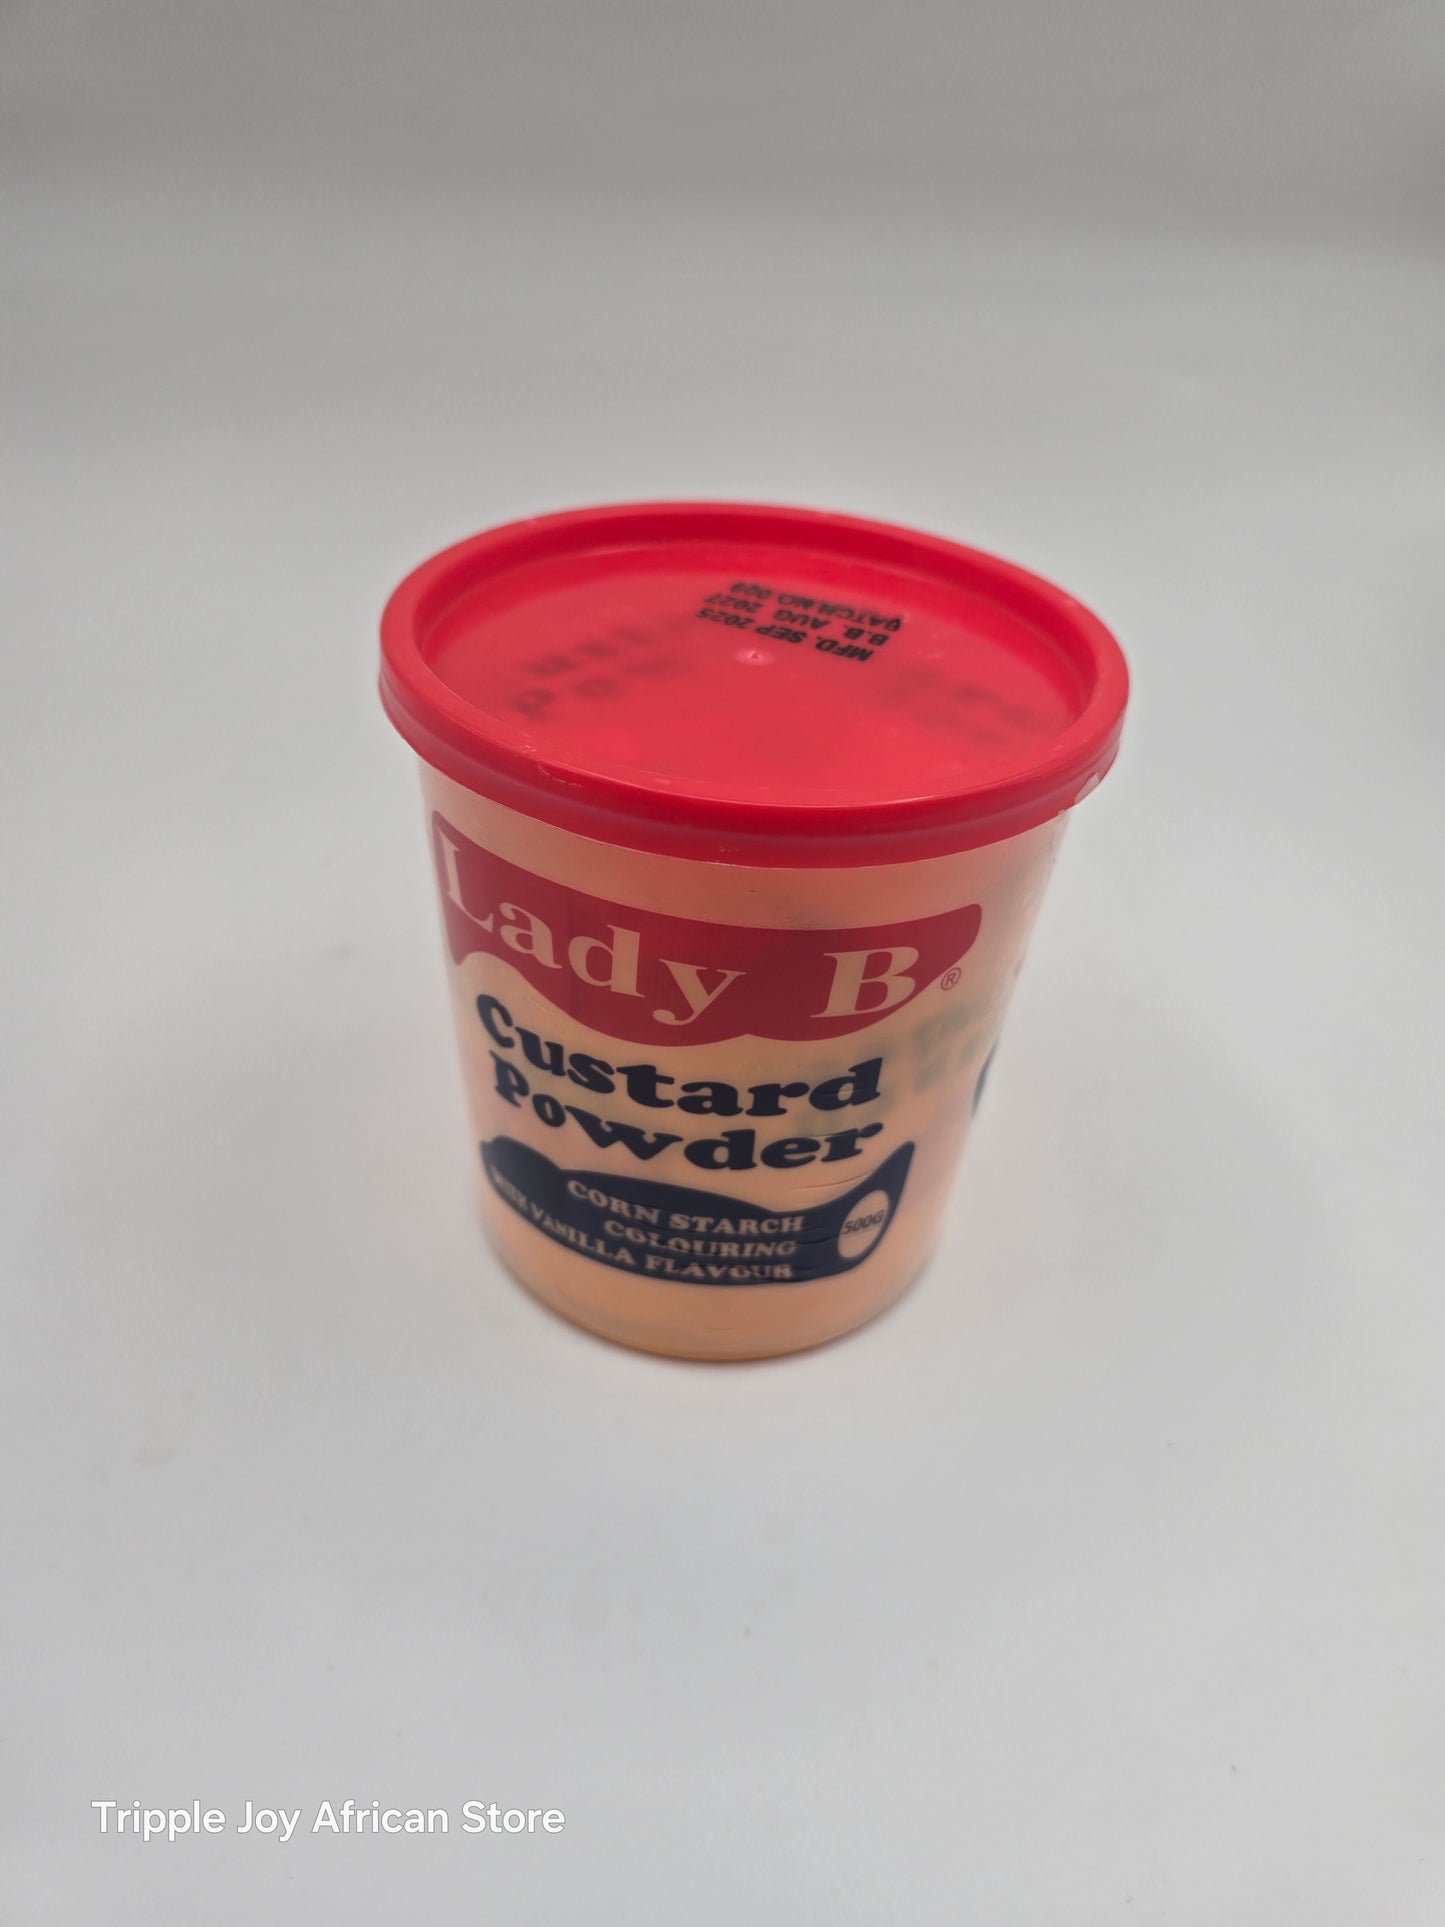 MFD. SEP 2025
B.B. AUG 2027
BATCH NO. 009
Lady B®
Custard
Powder
CORN STARCH
COLOURING
WITH VANILLA FLAVOUR
500G
Tripple Joy African Store